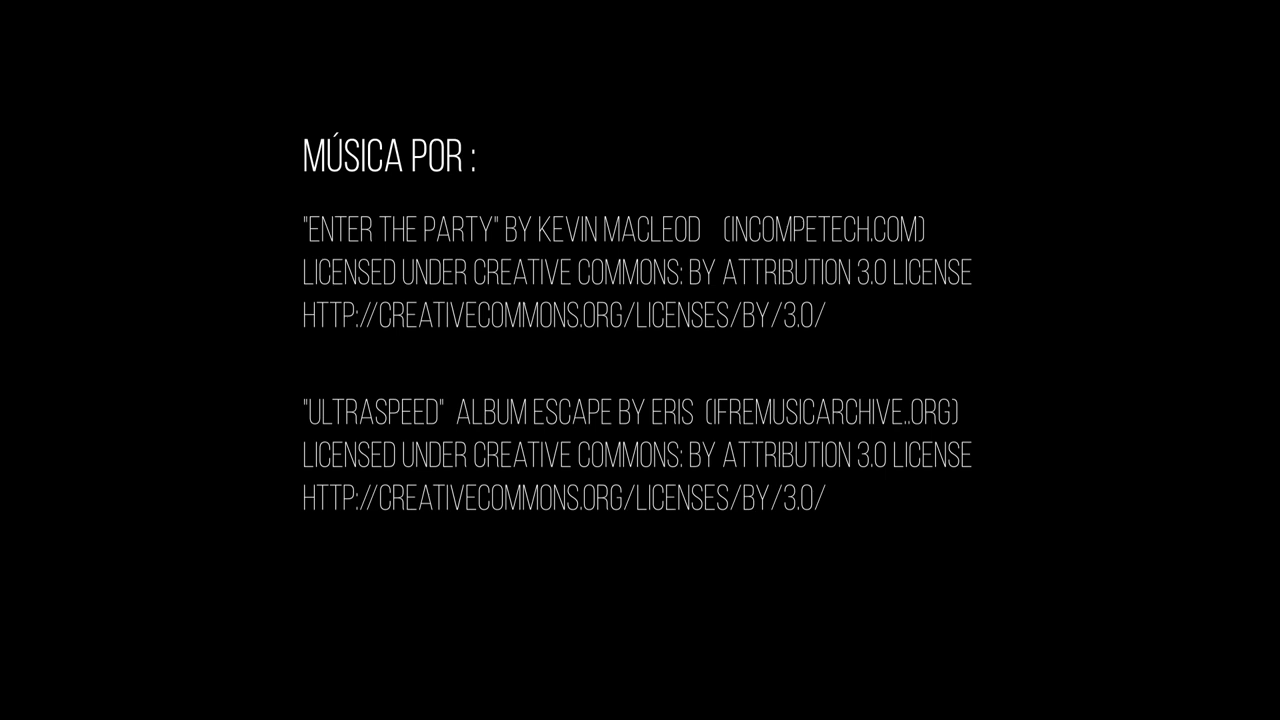 MÚSICA POR :
"ENTER THE PARTY" BY KEVIN MACLEOD (INCOMPETECH.COM)
LICENSED UNDER CREATIVE COMMONS: BY ATTRIBUTION 3.0 LICENSE
HTTP://CREATIVECOMMONS.ORG/LICENSES/BY/3.0/
"ULTRASPEED" ALBUM ESCAPE BY ERIS (IFREMUSICARCHIVE..ORG)
LICENSED UNDER CREATIVE COMMONS: BY ATTRIBUTION 3.0 LICENSE
HTTP://CREATIVECOMMONS.ORG/LICENSES/BY/3.0/